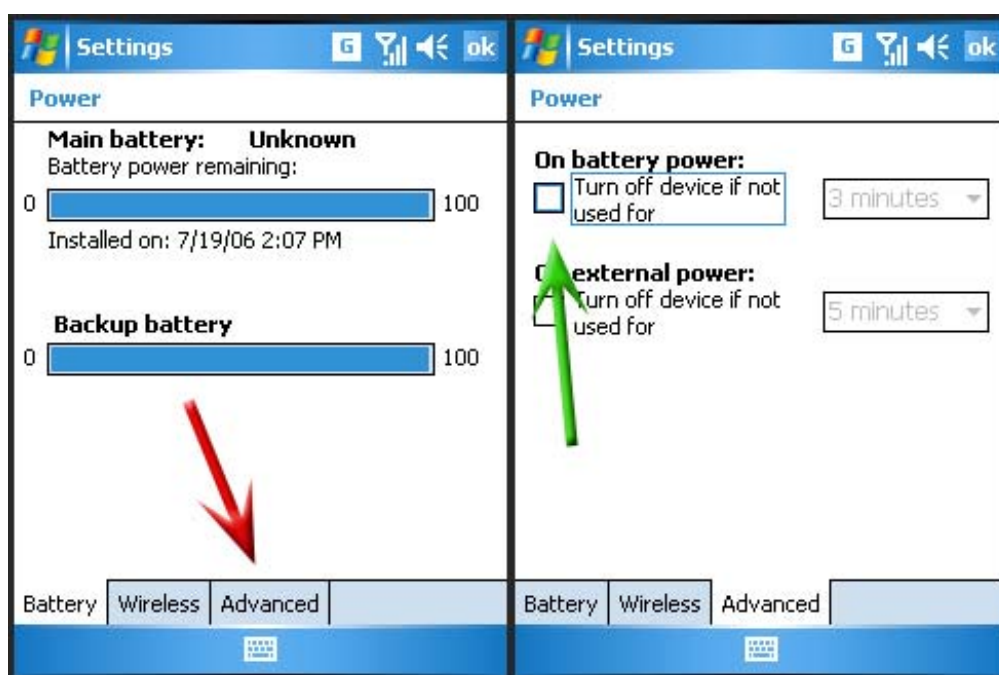 Settings G ok
Power
Main battery: Unknown
Battery power remaining:
0 100
Installed on: 7/19/06 2:07 PM
Backup battery
0 100
Battery Wireless Advanced
Settings G ok
Power
On battery power:
Turn off device if not
used for
3 minutes
external power:
Turn off device if not
used for
5 minutes
Battery Wireless Advanced